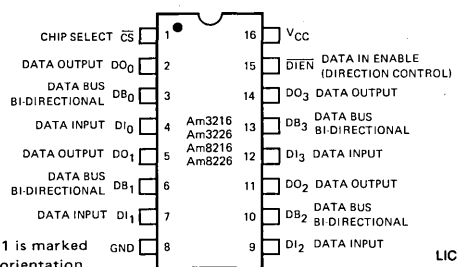 CHIP SELECT CS 1
DATA OUTPUT DO0 2
DATA BUS
BI-DIRECTIONAL DB0 3
DATA INPUT DI0 4
DATA OUTPUT DO1 5
DATA BUS
BI-DIRECTIONAL DB1 6
DATA INPUT DI1 7
GND 8
1 is marked
orientation
Am3216
Am3226
Am8216
Am8226
16 VCC
15 DIEN DATA IN ENABLE
(DIRECTION CONTROL)
14 DO3 DATA OUTPUT
13 DB3 DATA BUS
BI-DIRECTIONAL
12 DI3 DATA INPUT
11 DO2 DATA OUTPUT
10 DB2 DATA BUS
BI-DIRECTIONAL
9 DI2 DATA INPUT
LIC